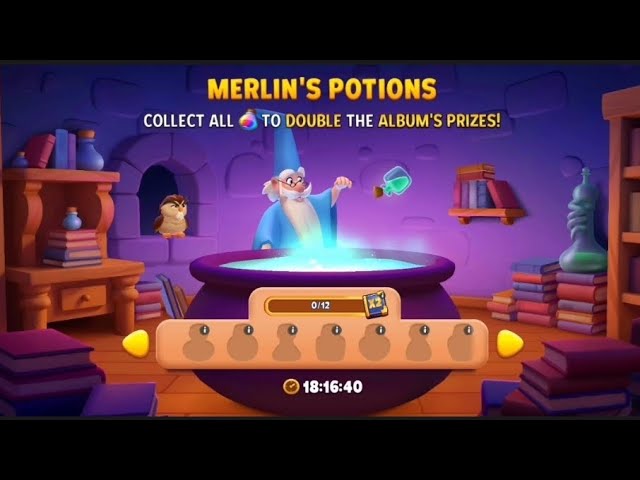 MERLIN'S POTIONS
COLLECT ALL TO DOUBLE THE ALBUM'S PRIZES!
0/12
X2
i i i i i i i
18:16:40